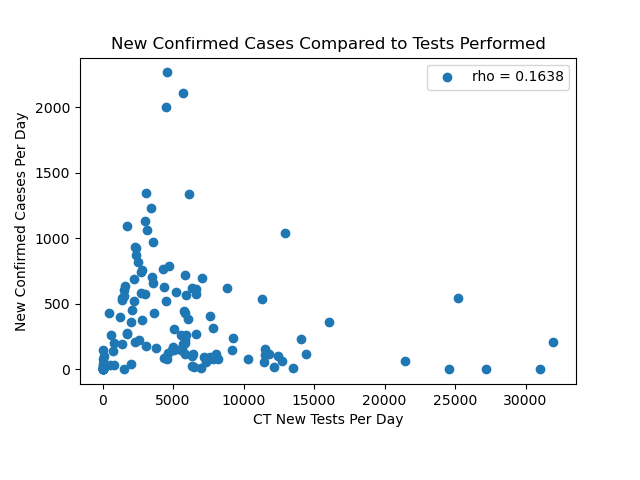 New Confirmed Cases Compared to Tests Performed
rho = 0.1638
New Confirmed Caeses Per Day
2000
1500
1000
500
0
0 5000 10000 15000 20000 25000 30000
CT New Tests Per Day